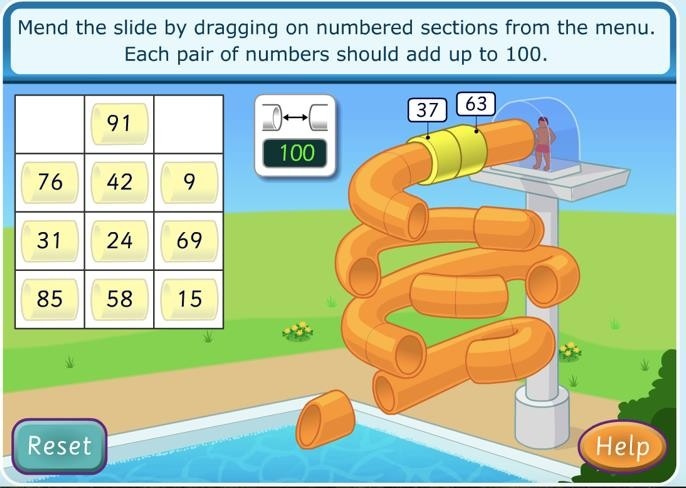 Mend the slide by dragging on numbered sections from the menu.
Each pair of numbers should add up to 100.
91
76 42 9
31 24 69
85 58 15
100
37 63
Reset
Help